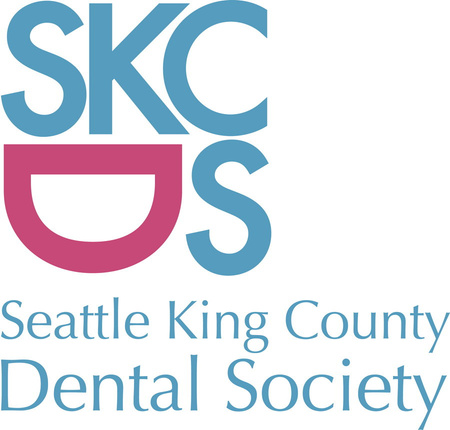 SKC
DS
Seattle King County
Dental Society